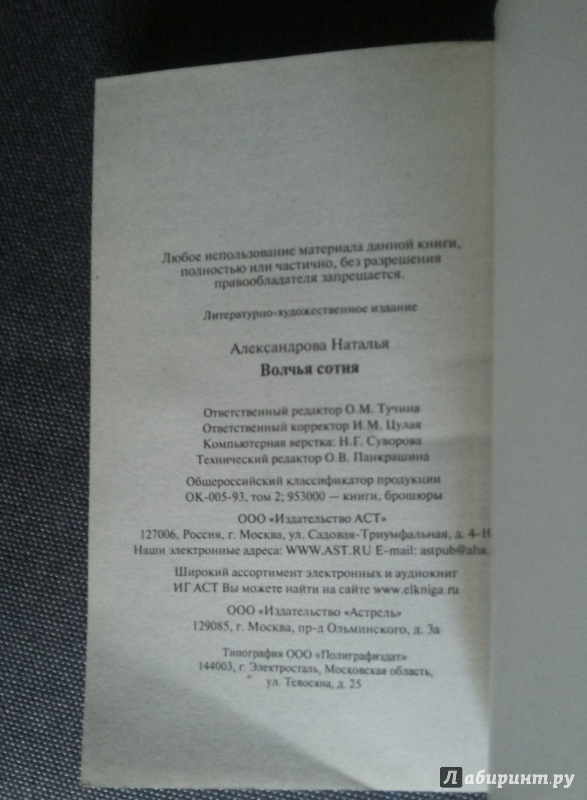 Любое использование материала данной книги,
полностью или частично, без разрешения
правообладателя запрещается.
Литературно-художественное издание
Александрова Наталья
Волчья сотня
Ответственный редактор О.М. Тучина
Ответственный корректор И.М. Цулая
Компьютерная верстка: Н.Г. Суворова
Технический редактор О.В. Панкрашина
Общероссийский классификатор продукции
ОК-005-93, том 2; 953000 — книги, брошюры
ООО «Издательство АСТ»
127006, Россия, г. Москва, ул. Садовая-Триумфальная, д. 4-10
Наши электронные адреса: WWW.AST.RU E-mail: astpub@aha.
Широкий ассортимент электронных и аудиокниг
ИГ АСТ Вы можете найти на сайте www.elkniga.ru
ООО «Издательство «Астрель»
129085, г. Москва, пр-д Ольминского, д. 3а
Типография ООО «Полиграфиздат»
144003, г. Электросталь, Московская область,
ул. Тевосяна, д. 25
Лабиринт.ру